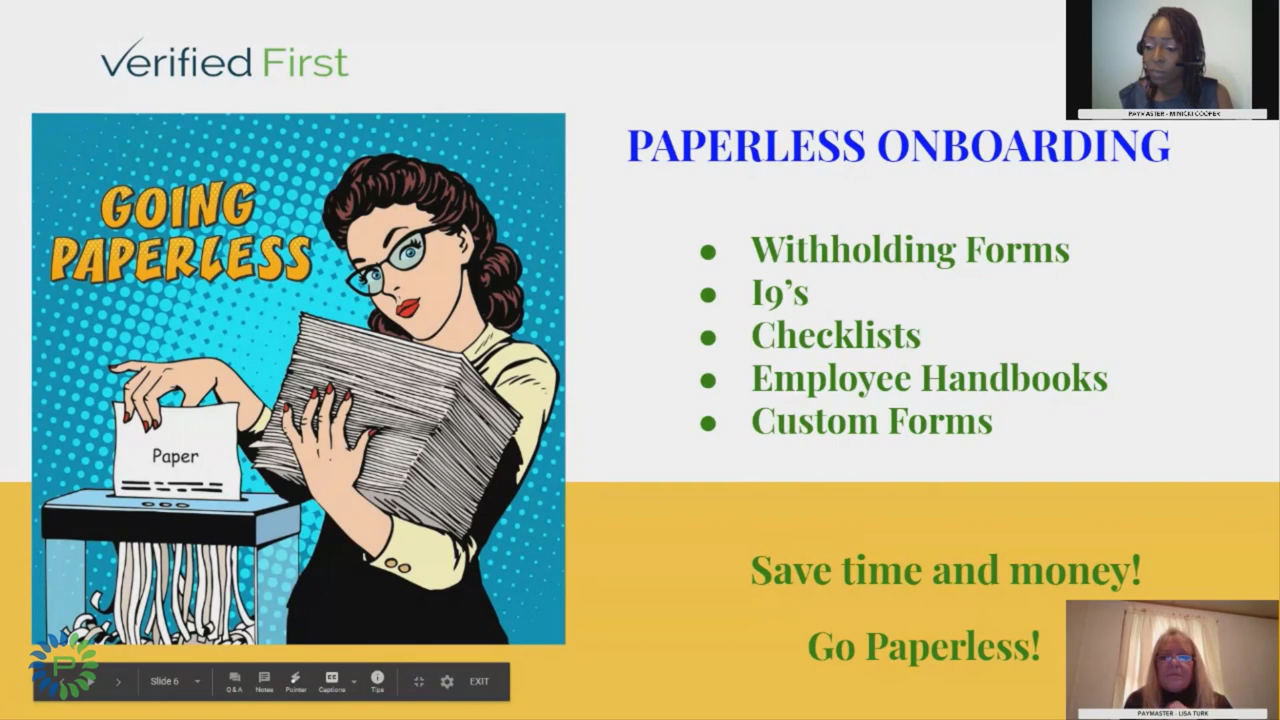 verified First
PAYMASTER - MINICKI COOPER
PAPERLESS ONBOARDING
GOING
PAPERLESS
• Withholding Forms
• I9’s
• Checklists
• Employee Handbooks
• Custom Forms
Paper
Save time and money!
Go Paperless!
P
Slide 6
Q & A
Notes
Pointer
CC
Captions
Tips
EXIT
PAYMASTER - LISA TURK